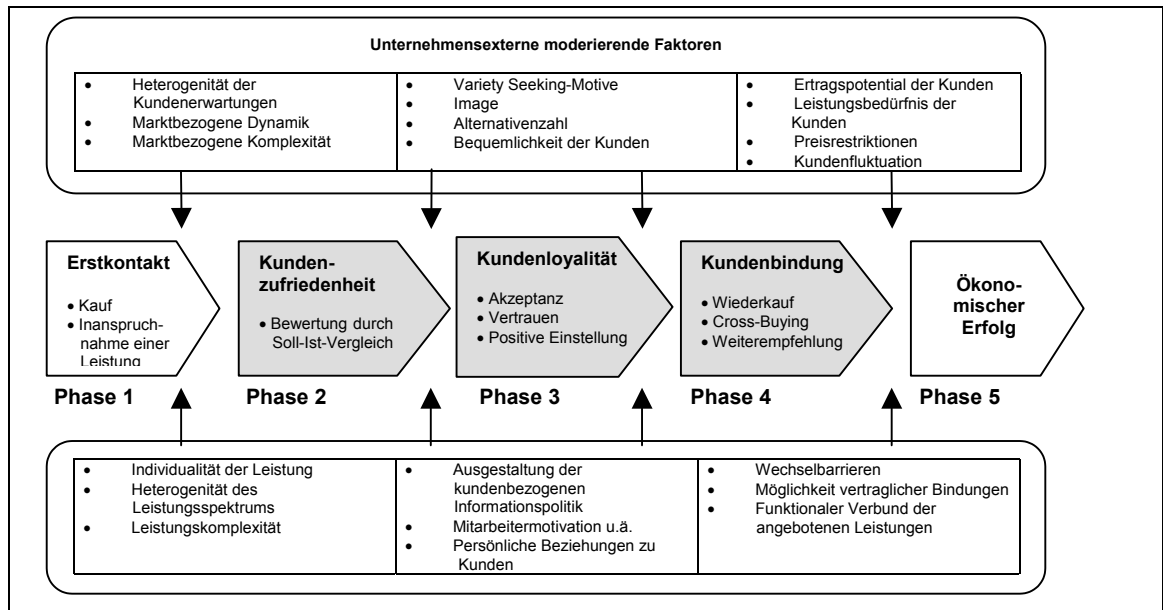 Unternehmensexterne moderierende Faktoren
• Heterogenität der
Kundenerwartungen
• Marktbezogene Dynamik
• Marktbezogene Komplexität
• Variety Seeking-Motive
• Image
• Alternativenzahl
• Bequemlichkeit der Kunden
• Ertragspotential der Kunden
• Leistungsbedürfnis der
Kunden
• Preisrestriktionen
• Kundenfluktuation
Erstkontakt
• Kauf
• Inanspruch-
nahme einer
Leistung
Kunden-
zufriedenheit
• Bewertung durch
Soll-Ist-Vergleich
Kundenloyalität
• Akzeptanz
• Vertrauen
• Positive Einstellung
Kundenbindung
• Wiederkauf
• Cross-Buying
• Weiterempfehlung
Ökono-
mischer
Erfolg
Phase 1
Phase 2
Phase 3
Phase 4
Phase 5
• Individualität der Leistung
• Heterogenität des
Leistungsspektrums
• Leistungskomplexität
• Ausgestaltung der
kundenbezogenen
Informationspolitik
• Mitarbeitermotivation u.ä.
• Persönliche Beziehungen zu
Kunden
• Wechselbarrieren
• Möglichkeit vertraglicher Bindungen
• Funktionaler Verbund der
angebotenen Leistungen